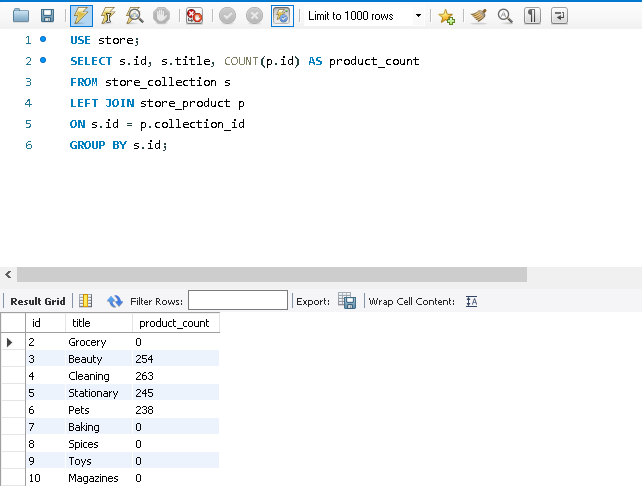 Limit to 1000 rows
1 USE store;
2 SELECT s.id, s.title, COUNT(p.id) AS product_count
3 FROM store_collection s
4 LEFT JOIN store_product p
5 ON s.id = p.collection_id
6 GROUP BY s.id;
Result Grid Filter Rows: Export: Wrap Cell Content:
id title product_count
2 Grocery 0
3 Beauty 254
4 Cleaning 263
5 Stationary 245
6 Pets 238
7 Baking 0
8 Spices 0
9 Toys 0
10 Magazines 0